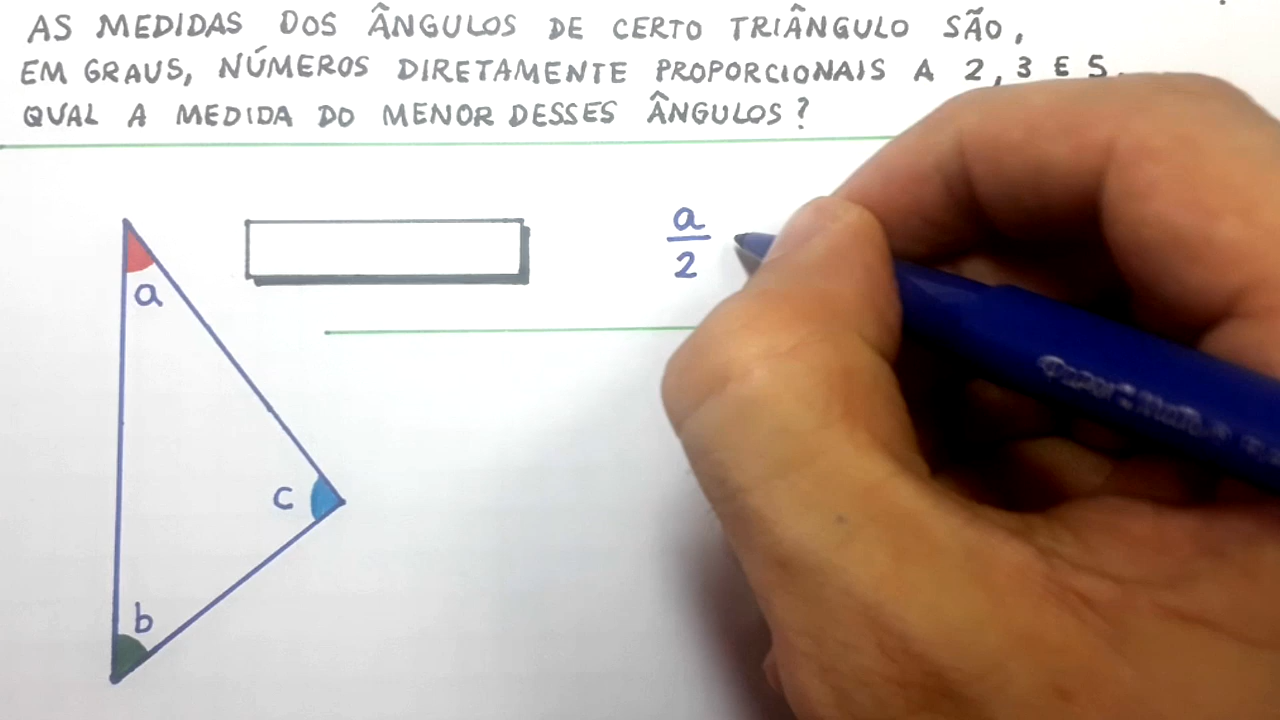 AS MEDIDAS DOS ÂNGULOS DE CERTO TRIÂNGULO SÃO,
EM GRAUS, NÚMEROS DIRETAMENTE PROPORCIONAIS A 2, 3 E 5.
QUAL A MEDIDA DO MENOR DESSES ÂNGULOS?
a
2
a
c
b